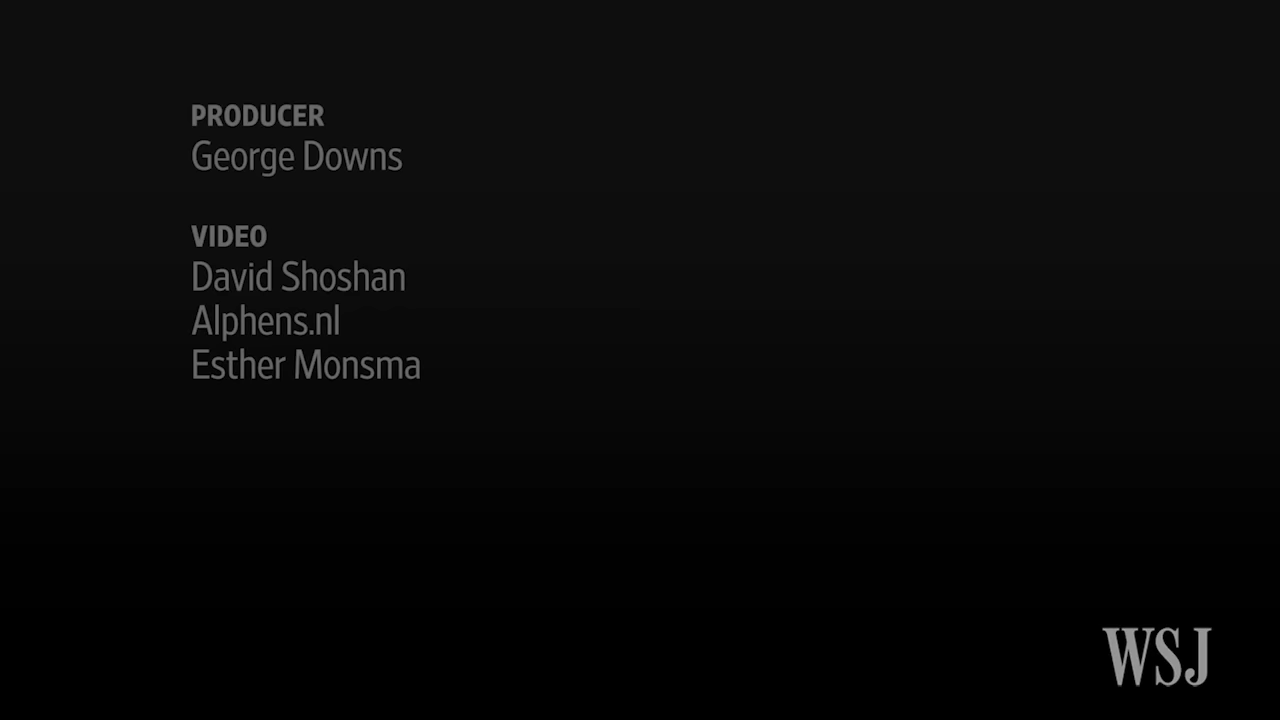 PRODUCER
George Downs
VIDEO
David Shoshan
Alphens.nl
Esther Monsma
WSJ